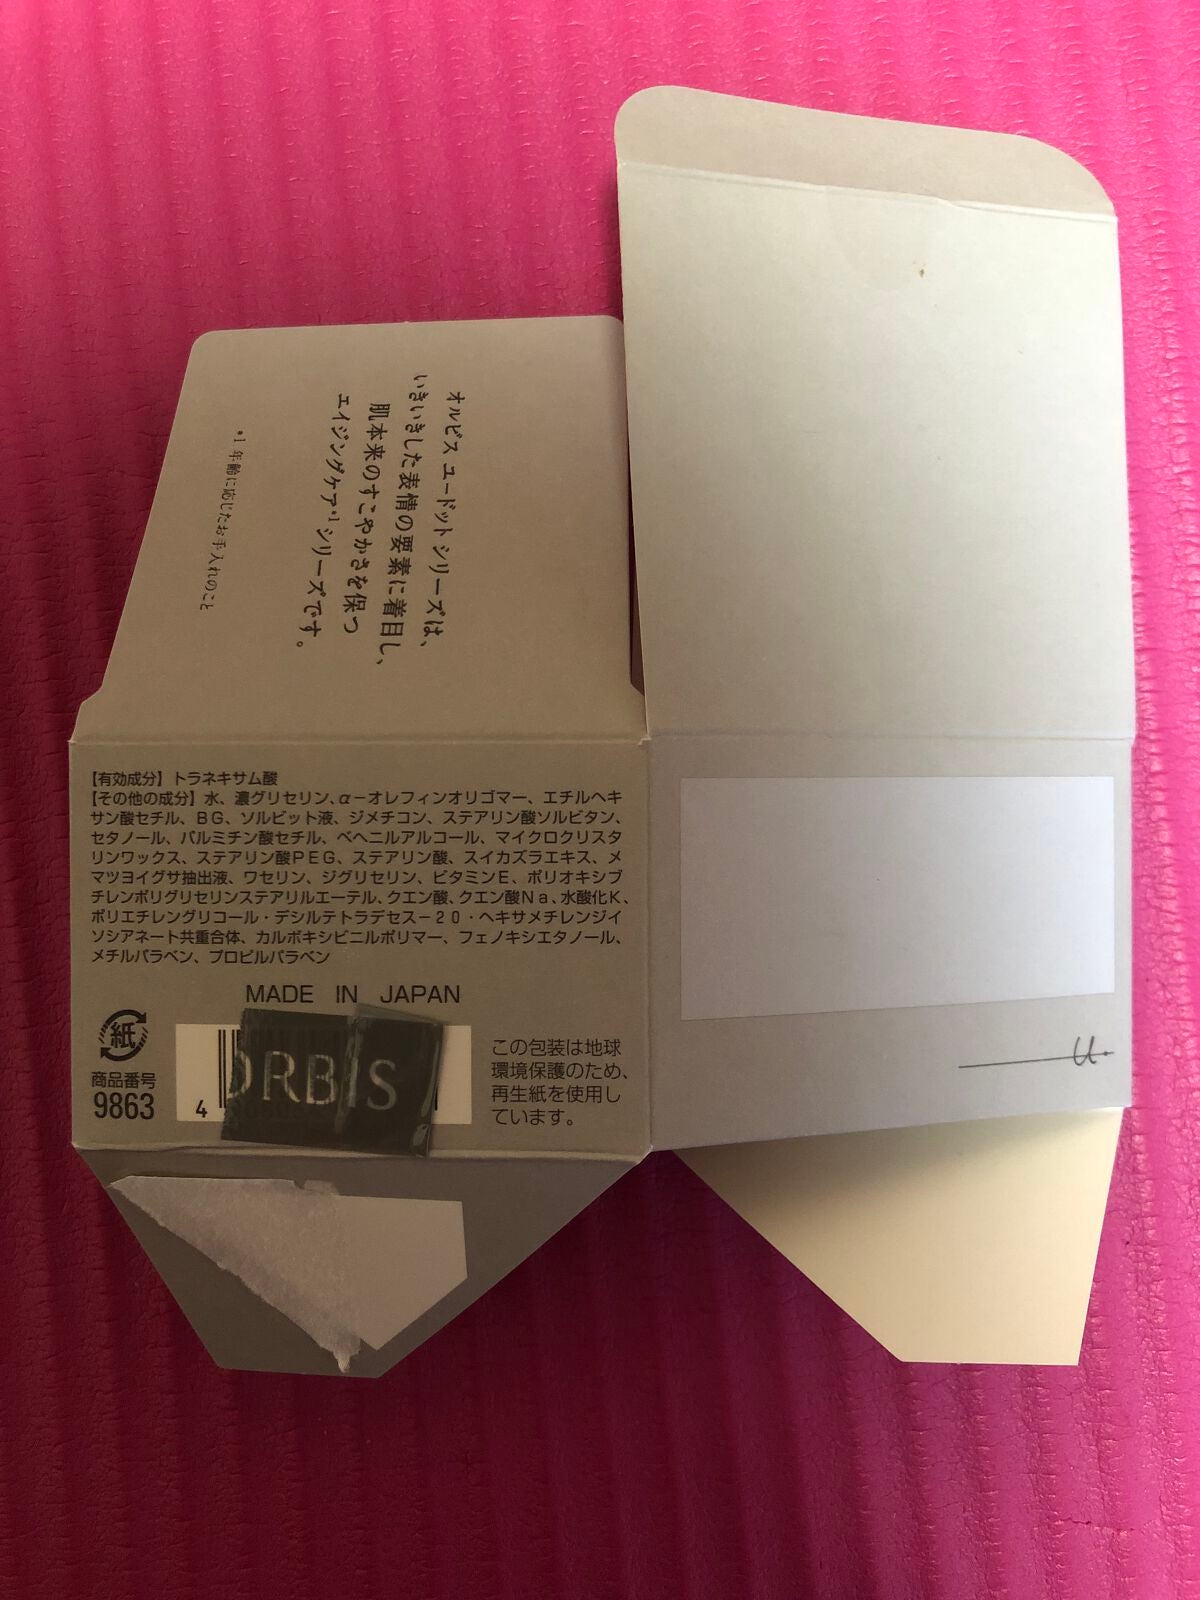 オルビス ユードット シリーズは、
いきいきした表情の要素に着目し、
肌本来のすこやかさを保つ
エイジングケア*1シリーズです。
*1 年齢に応じたお手入れのこと
【有効成分】トラネキサム酸
【その他の成分】水、濃グリセリン、α－オレフィンオリゴマー、エチルヘキ
サン酸セチル、BG、ソルビット液、ジメチコン、ステアリン酸ソルビタン、
セタノール、パルミチン酸セチル、ベヘニルアルコール、マイクロクリスタ
リンワックス、ステアリン酸PEG、ステアリン酸、スイカズラエキス、メ
マツヨイグサ抽出液、ワセリン、ジグリセリン、ビタミンE、ポリオキシブ
チレンポリグリセリンステアリルエーテル、クエン酸、クエン酸Na、水酸化K、
ポリエチレングリコール・デシルテトラデセス－20・ヘキサメチレンジイ
ソシアネート共重合体、カルボキシビニルポリマー、フェノキシエタノール、
メチルパラベン、プロピルパラベン
MADE IN JAPAN
紙
商品番号
9863
4
ORBIS
この包装は地球
環境保護のため、
再生紙を使用し
ています。
u.